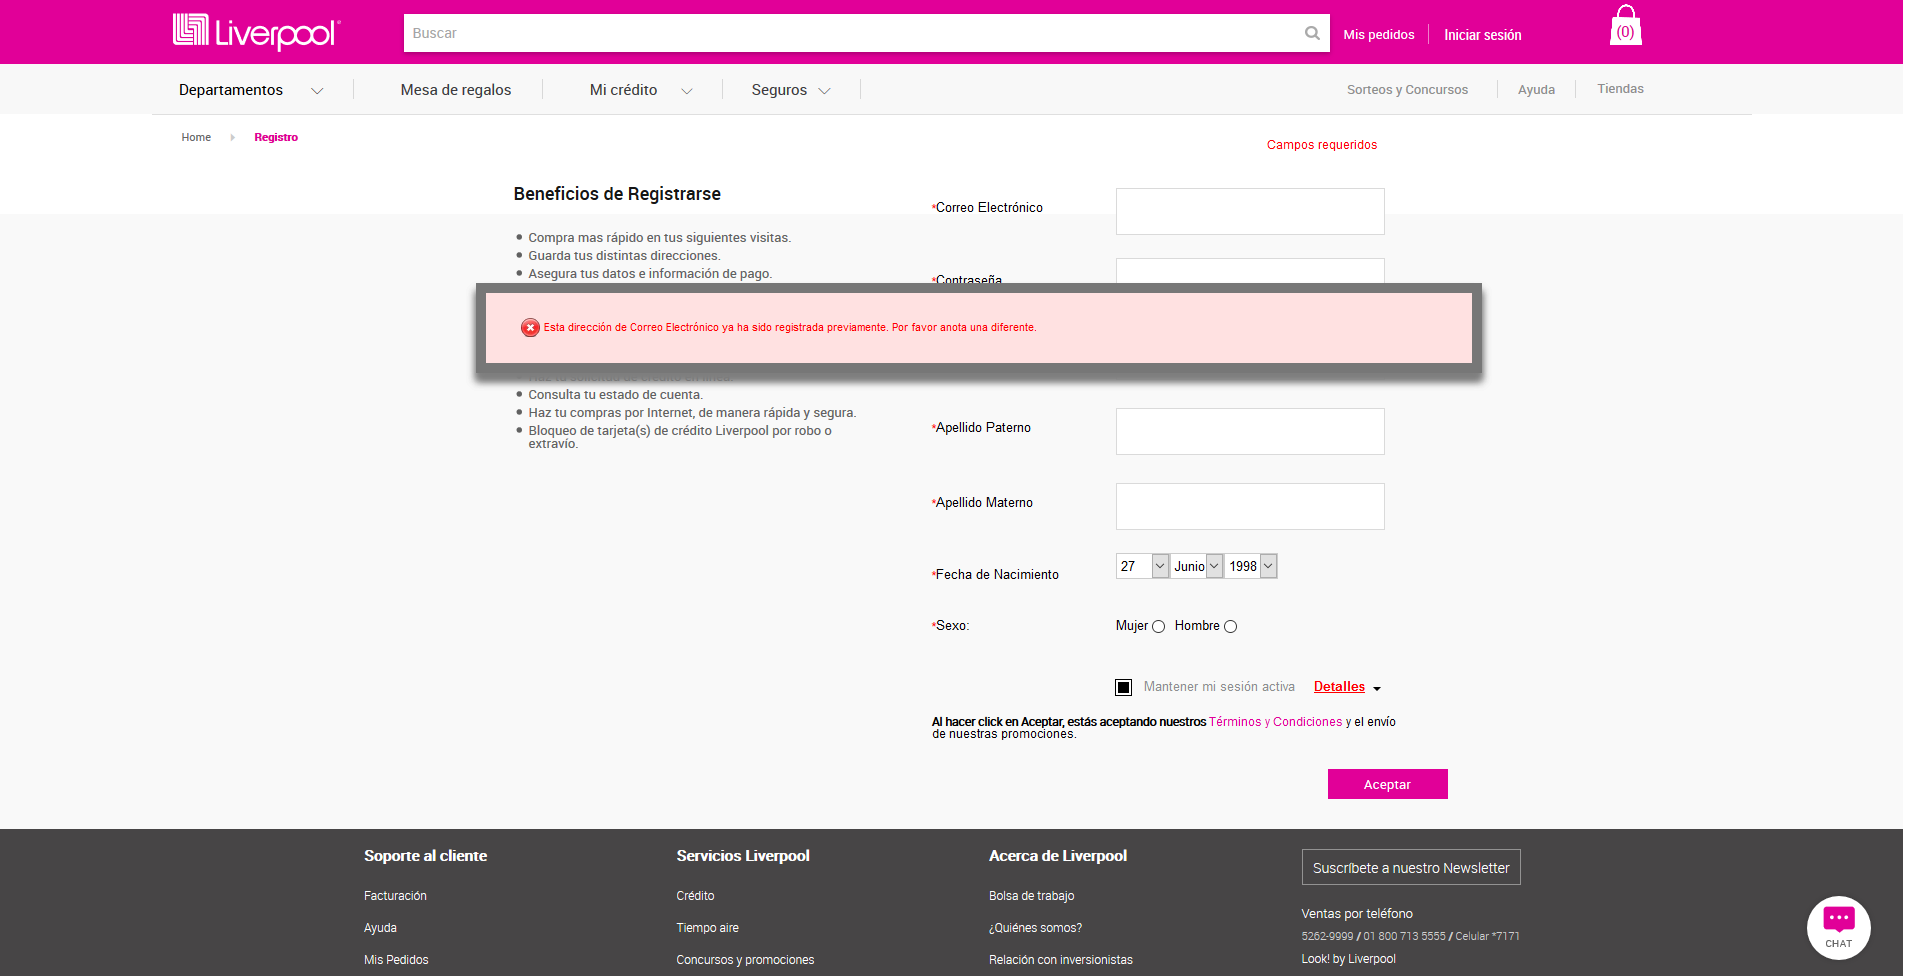 Liverpool
Buscar
Mis pedidos
Iniciar sesión
(0)
Departamentos
Mesa de regalos
Mi crédito
Seguros
Sorteos y Concursos
Ayuda
Tiendas
Home
Registro
Campos requeridos
Beneficios de Registrarse
Compra mas rápido en tus siguientes visitas.
Guarda tus distintas direcciones.
Asegura tus datos e información de pago.
*Correo Electrónico
*Contraseña
Esta dirección de Correo Electrónico ya ha sido registrada previamente. Por favor anota una diferente.
Haz tu solicitud de crédito en línea.
Consulta tu estado de cuenta.
Haz tu compras por Internet, de manera rápida y segura.
Bloqueo de tarjeta(s) de crédito Liverpool por robo o
extravío.
*Apellido Paterno
*Apellido Materno
*Fecha de Nacimiento
27 Junio 1998
*Sexo:
Mujer Hombre
Mantener mi sesión activa Detalles
Al hacer click en Aceptar, estás aceptando nuestros Términos y Condiciones y el envío
de nuestras promociones.
Aceptar
Soporte al cliente
Facturación
Ayuda
Mis Pedidos
Servicios Liverpool
Crédito
Tiempo aire
Concursos y promociones
Acerca de Liverpool
Bolsa de trabajo
¿Quiénes somos?
Relación con inversionistas
Suscríbete a nuestro Newsletter
Ventas por teléfono
5262-9999 / 01 800 713 5555 / Celular *7171
Look! by Liverpool
CHAT